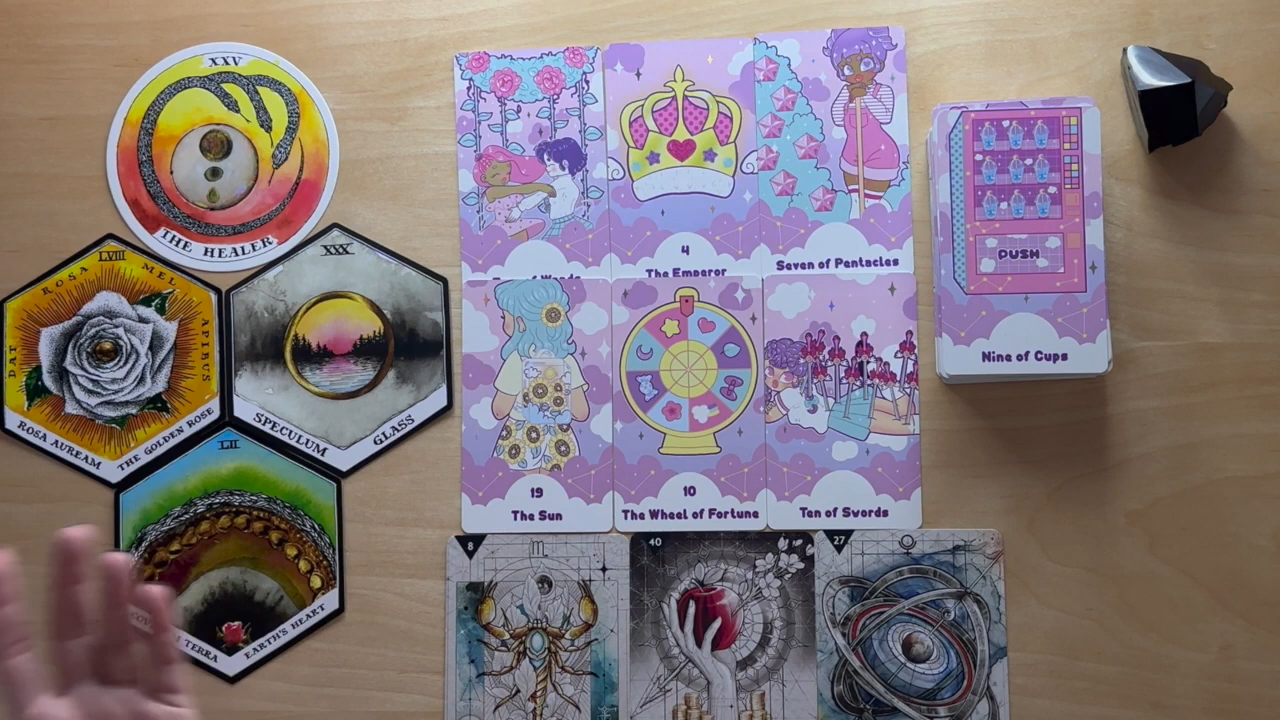 XXV
THE HEALER
LVIII
ROSA MEL
DAT
APIBUS
ROSA AUREAM
THE GOLDEN ROSE
XXX
SPECULUM
GLASS
LII
TERRA
EARTH'S HEART
4
The Emperor
Seven of Pentacles
19
The Sun
10
The Wheel of Fortune
Ten of Swords
PUSH
Nine of Cups
8
40
27